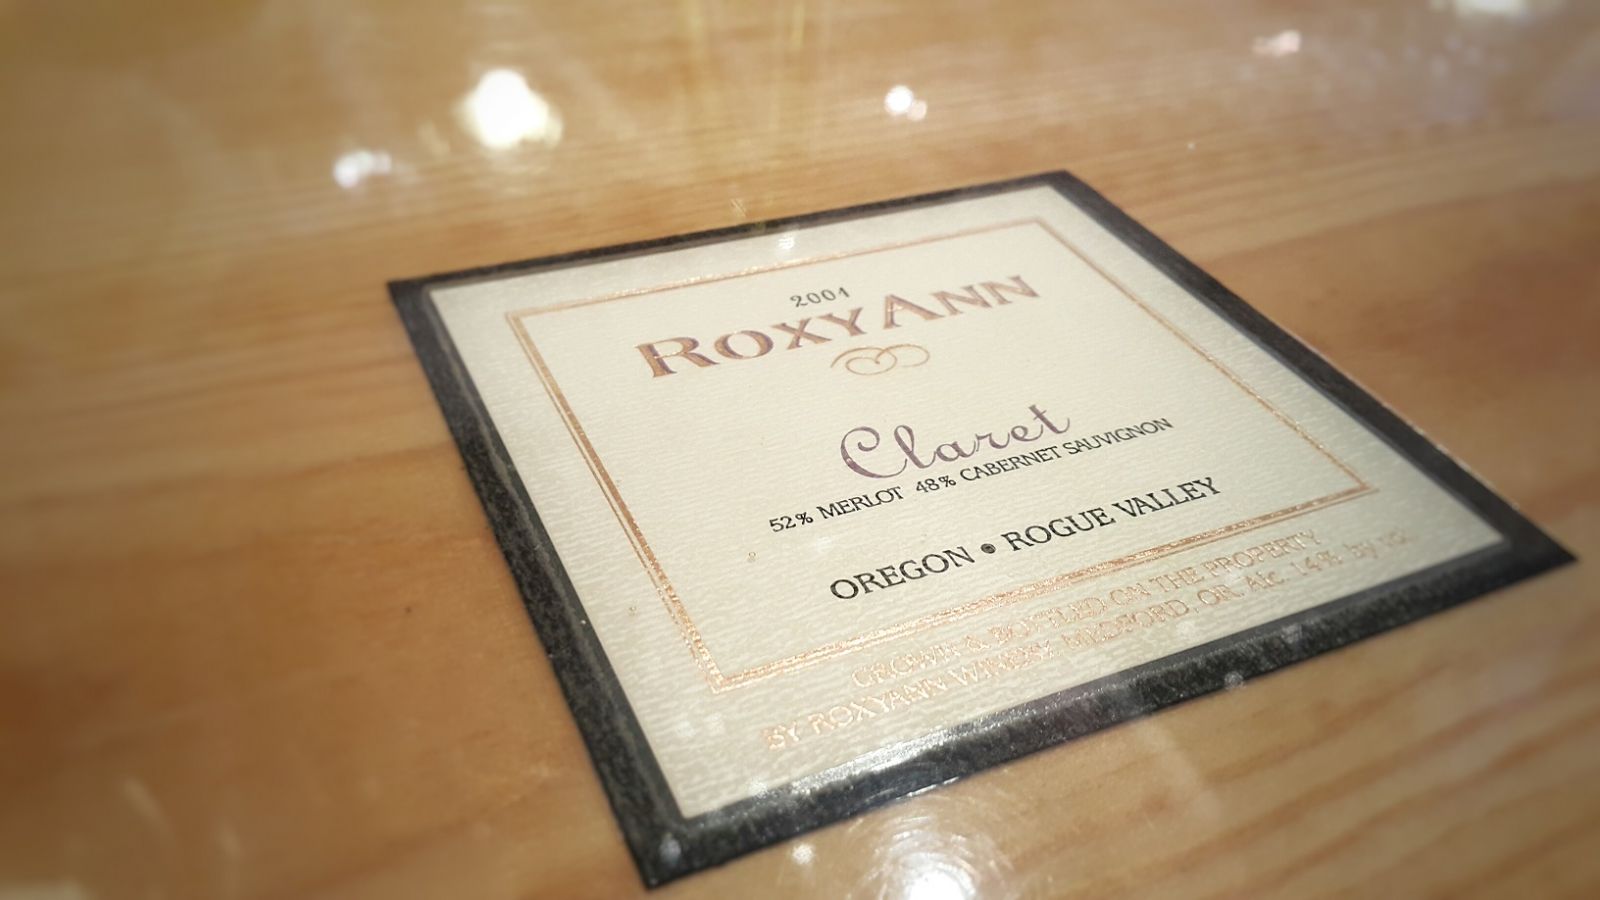 2001
ROXYANN
Claret
52% MERLOT 48% CABERNET SAUVIGNON
OREGON • ROGUE VALLEY
GROWN & BOTTLED ON THE PROPERTY
BY ROXYANN WINERY, MEDFORD, OR, Alc. 14% by vol.